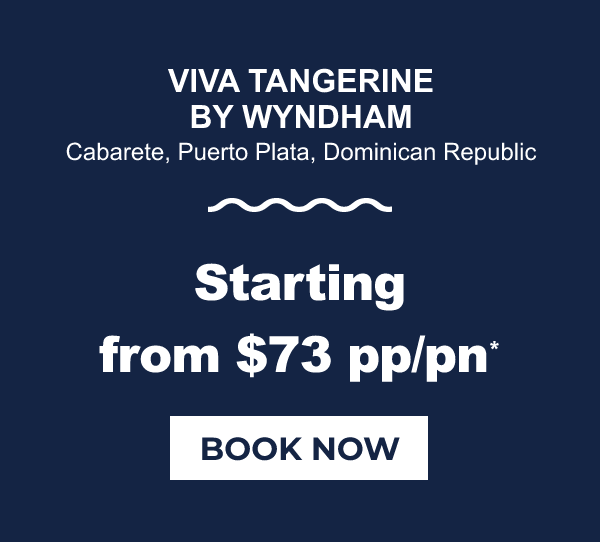 VIVA TANGERINE
BY WYNDHAM
Cabarete, Puerto Plata, Dominican Republic
Starting
from $73 pp/pn*
BOOK NOW